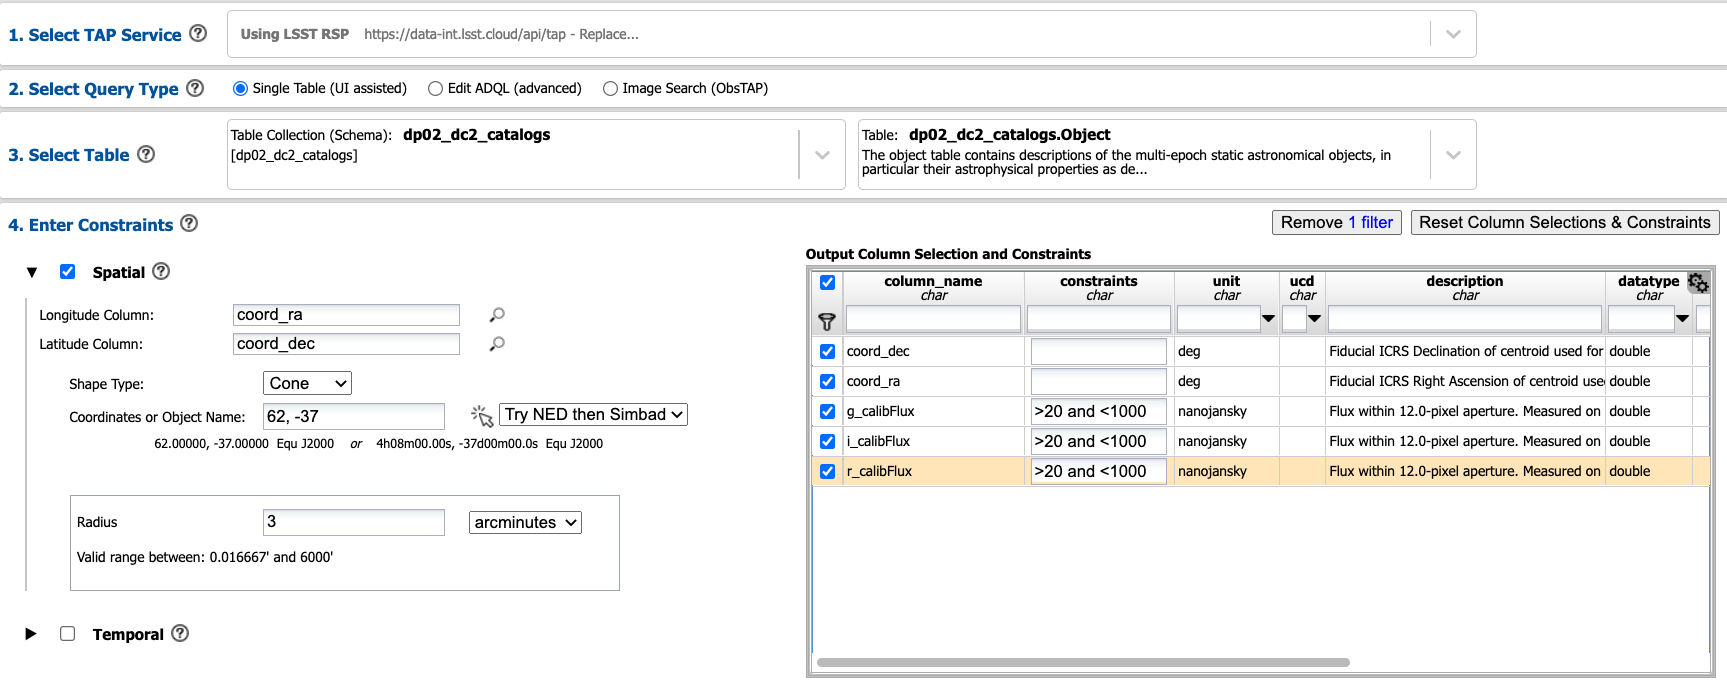 1. Select TAP Service ?
Using LSST RSP https://data-int.lsst.cloud/api/tap - Replace...
2. Select Query Type ?
Single Table (UI assisted) Edit ADQL (advanced) Image Search (ObsTAP)
3. Select Table ?
Table Collection (Schema): dp02_dc2_catalogs
[dp02_dc2_catalogs]
Table: dp02_dc2_catalogs.Object
The object table contains descriptions of the multi-epoch static astronomical objects, in
particular their astrophysical properties as de...
4. Enter Constraints ?
Remove 1 filter Reset Column Selections & Constraints
Spatial ?
Longitude Column: coord_ra
Latitude Column: coord_dec
Shape Type: Cone
Coordinates or Object Name: 62, -37 Try NED then Simbad
62.00000, -37.00000 Equ J2000 or 4h08m00.00s, -37d00m00.0s Equ J2000
Radius 3 arcminutes
Valid range between: 0.016667' and 6000'
Temporal ?
Output Column Selection and Constraints
column_name constraints unit ucd description datatype
char char char char char char
coord_dec deg Fiducial ICRS Declination of centroid used for double
coord_ra deg Fiducial ICRS Right Ascension of centroid use double
g_calibFlux >20 and <1000 nanojansky Flux within 12.0-pixel aperture. Measured on double
i_calibFlux >20 and <1000 nanojansky Flux within 12.0-pixel aperture. Measured on double
r_calibFlux >20 and <1000 nanojansky Flux within 12.0-pixel aperture. Measured on double